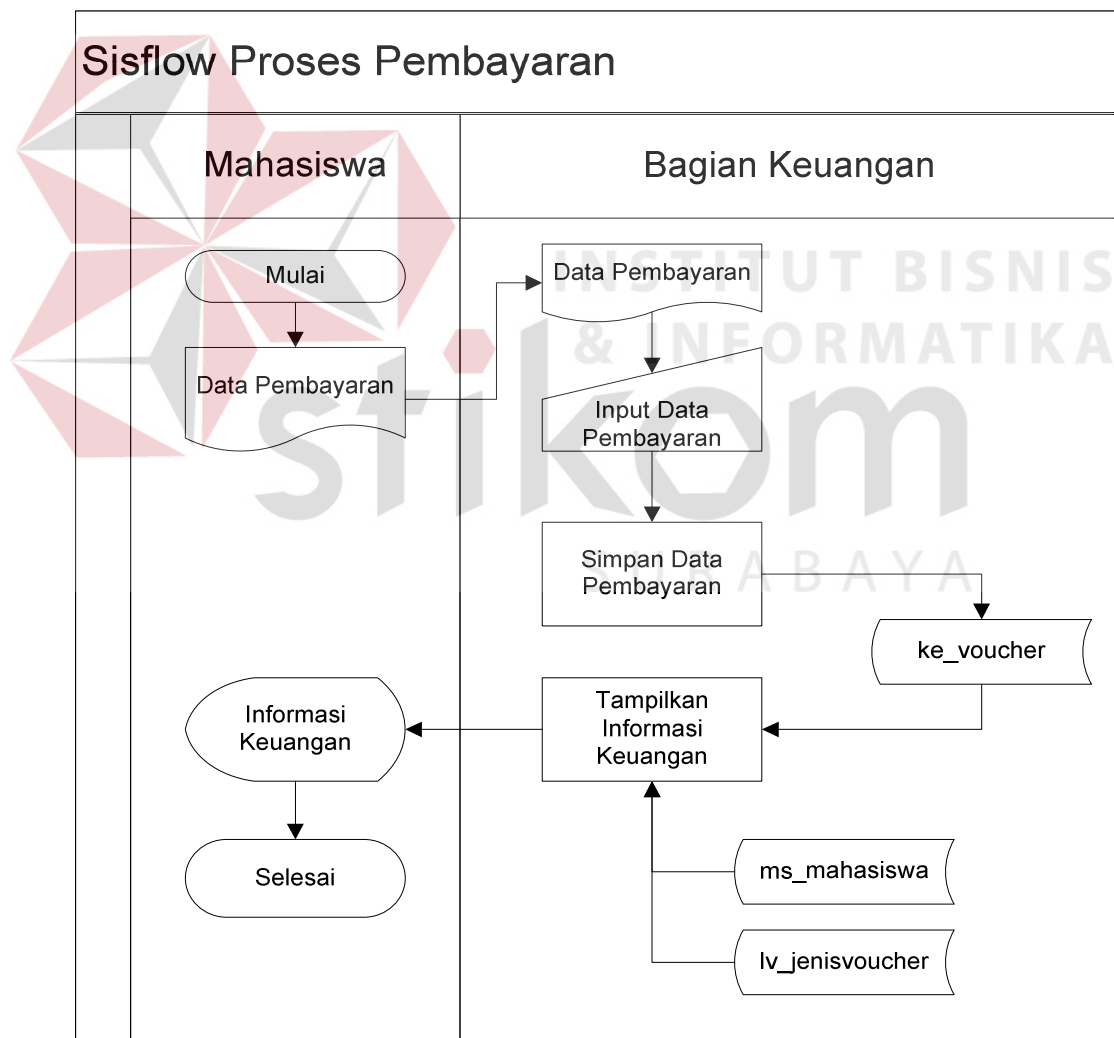 Sisflow Proses Pembayaran
Mahasiswa
Bagian Keuangan
Mulai
Data Pembayaran
Data Pembayaran
Input Data
Pembayaran
Simpan Data
Pembayaran
ke_voucher
Tampilkan
Informasi
Keuangan
Informasi
Keuangan
Selesai
ms_mahasiswa
lv_jenisvoucher
INSTITUT BISNIS
& INFORMATIKA
stikom
SURABAYA